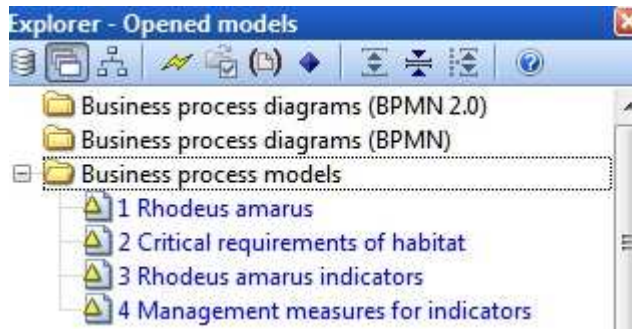 Explorer - Opened models
Business process diagrams (BPMN 2.0)
Business process diagrams (BPMN)
Business process models
1 Rhodeus amarus
2 Critical requirements of habitat
3 Rhodeus amarus indicators
4 Management measures for indicators